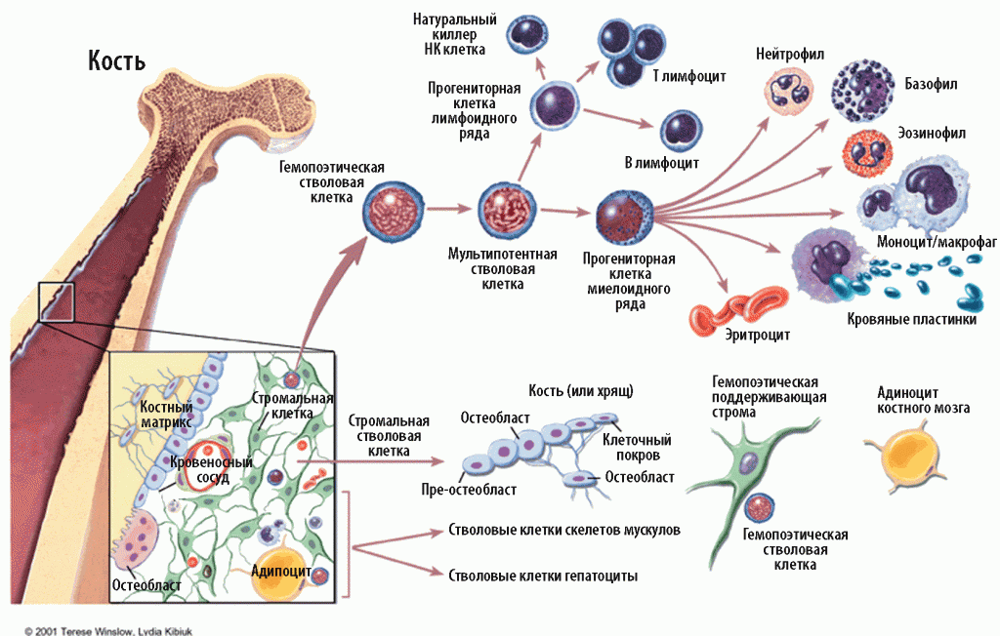 Кость
Натуральный
киллер
НК клетка
Т лимфоцит
Прогениторная
клетка
лимфоидного
ряда
В лимфоцит
Нейтрофил
Базофил
Эозинофил
Моноцит/макрофаг
Кровяные пластинки
Эритроцит
Гемопоэтическая
стволовая
клетка
Мультипотентная
стволовая
клетка
Прогениторная
клетка
миелоидного
ряда
Костный
матрикс
Стромальная
клетка
Кровеносный
сосуд
Адипоцит
Остеобласт
Стромальная
стволовая
клетка
Кость (или хрящ)
Остеобласт
Клеточный
покров
Пре-остеобласт
Остеобласт
Стволовые клетки скелетов мускулов
Стволовые клетки гепатоциты
Гемопоэтическая
поддерживающая
строма
Гемопоэтическая
стволовая
клетка
Адиноцит
костного мозга
© 2001 Terese Winslow, Lydia Kibiuk